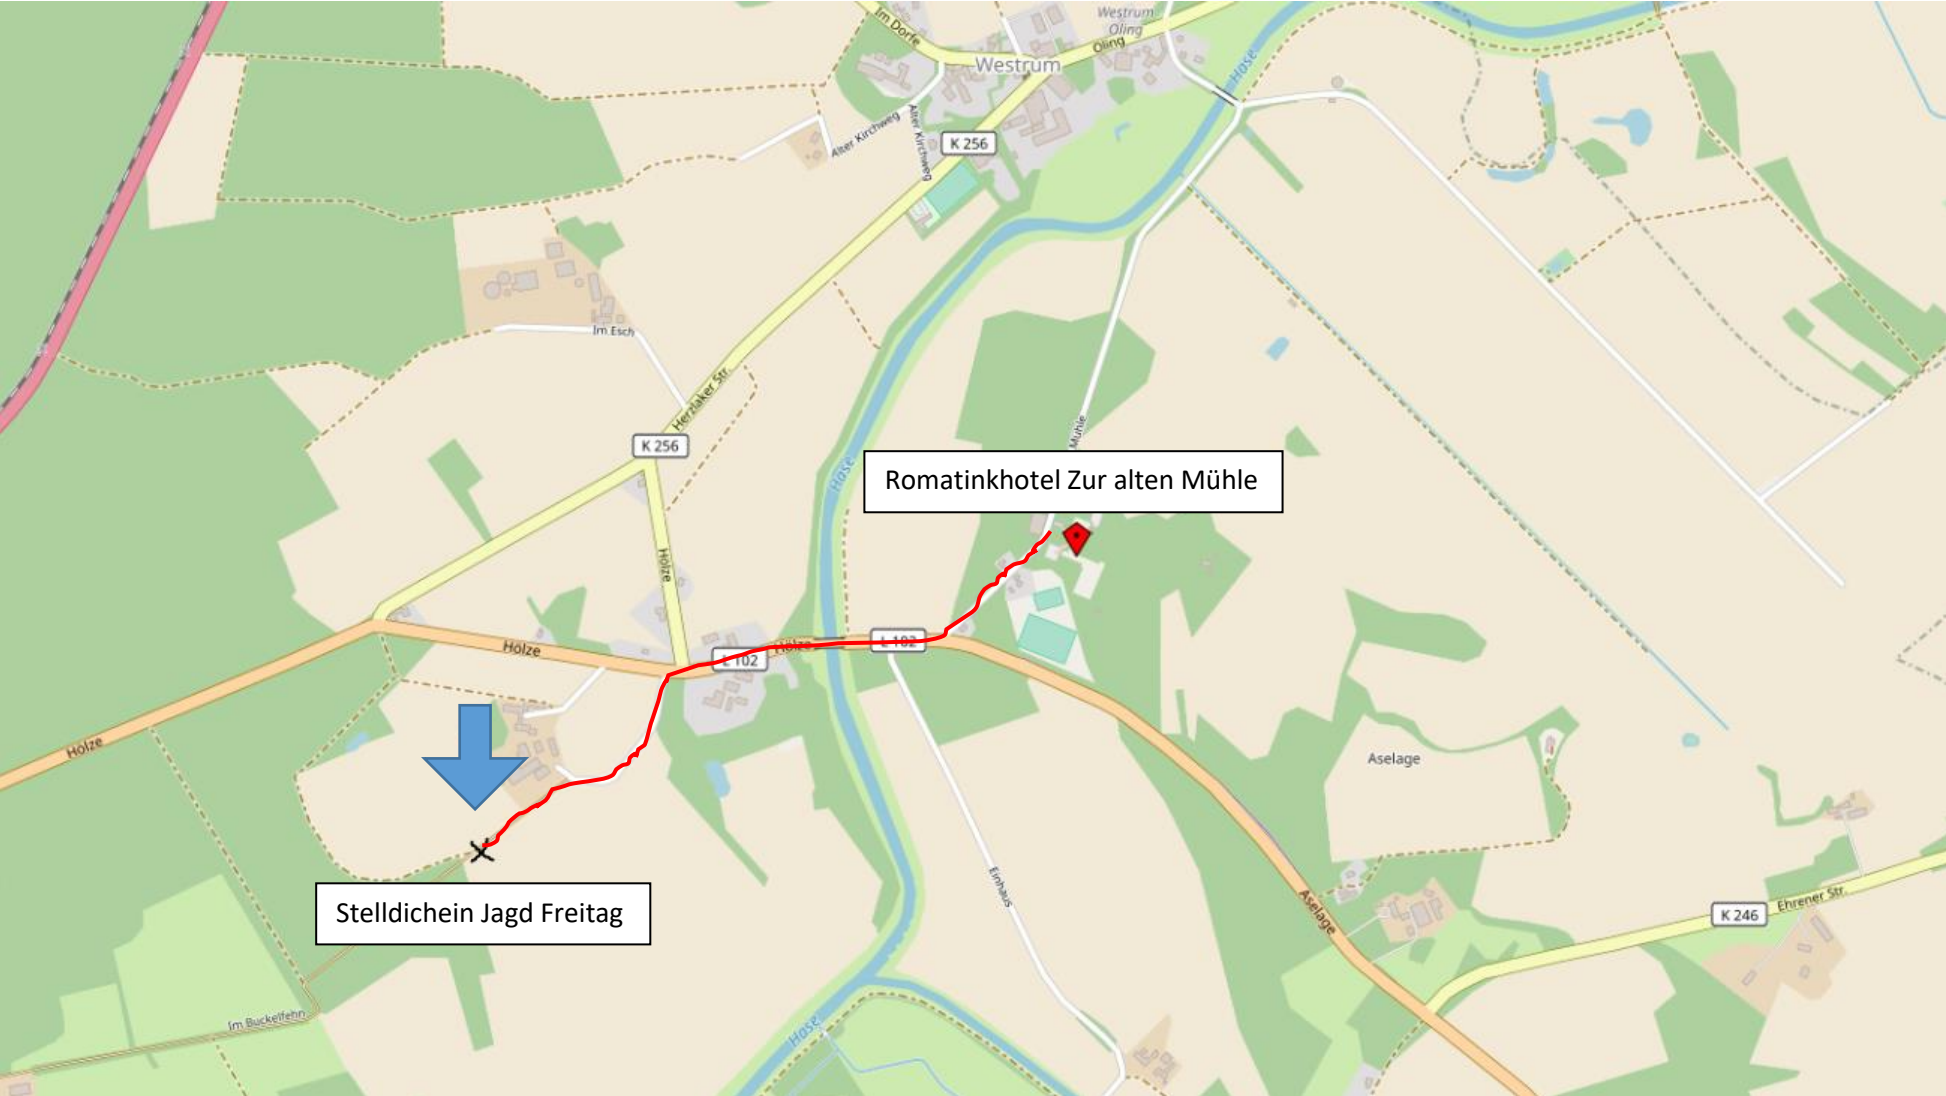 Im Dorfe
Westrum
Oling
Oling
Westrum
Hase
Alter Kirchweg
Alter Kirchweg
K 256
Im Esch
Herzlaker Str.
K 256
Mühle
Hase
Romatinkhotel Zur alten Mühle
Hölze
Hölze
L 102
Hölze
L 102
Hölze
Aselage
Stelldichein Jagd Freitag
Einhaus
Aselage
K 246
Ehrener Str.
Im Buckelfehn
Hase